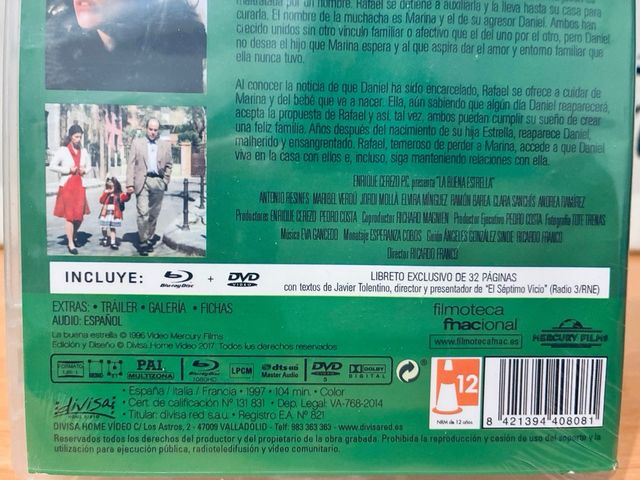 maltratada por un hombre. Rafael se detiene a auxiliarla y la lleva hasta su casa para
curarla. El nombre de la muchacha es Marina y el de su agresor Daniel. Ambos han
crecido unidos sin otro vínculo familiar o afectivo que el del uno por el otro, pero Daniel
no desea el hijo que Marina espera y al que aspira dar el amor y entorno familiar que
ella nunca tuvo.
Al conocer la noticia de que Daniel ha sido encarcelado, Rafael se ofrece a cuidar de
Marina y del bebé que va a nacer. Ella, aún sabiendo que algún día Daniel reaparecerá,
acepta la propuesta de Rafael y así, tal vez, ambos puedan cumplir su sueño de crear
una feliz familia. Años después del nacimiento de su hija Estrella, reaparece Daniel,
malherido y ensangrentado. Rafael, temeroso de perder a Marina, accede a que Daniel
viva en la casa con ellos e, incluso, siga manteniendo relaciones con ella.
ENRIQUE CEREZO P.C. presenta "LA BUENA ESTRELLA"
ANTONIO RESINES MARIBEL VERDÚ JORDI MOLLÀ ELVIRA MÍNGUEZ RAMÓN BAREA CLARA SANCHÍS ANDREA RAMÍREZ
Productores ENRIQUE CEREZO PEDRO COSTA Coproductor RICHARD MAGNIEN Productor Ejecutivo PEDRO COSTA Fotografía TOTE TRENAS
Música EVA GANCEDO Montaje ESPERANZA COBOS Guión ÁNGELES GONZÁLEZ SINDE RICARDO FRANCO
Director RICARDO FRANCO
INCLUYE: Blu-ray Disc + DVD VIDEO LIBRETO EXCLUSIVO DE 32 PÁGINAS
con textos de Javier Tolentino, director y presentador de "El Séptimo Vicio" (Radio 3/RNE)
EXTRAS: • TRÁILER • GALERÍA • FICHAS
AUDIO: ESPAÑOL
La buena estrella © 1996 Video Mercury Films
Edición y Diseño © Divisa Home Video 2017. Todos los derechos reservados
filmoteca
fnacional
www.filmotecafnac.es
MERCURY FILMS
FORMATO PAL MULTIZONA Blu-ray Disc 1080HD LPCM dts-HD Master Audio DVD 5 DOLBY DIGITAL
España / Italia / Francia • 1997 • 104 min. • Color
• Cert. de calificación Nº 131 831 • Dep. Legal VA-768-2014
• Titular: divisa red s.a.u. • Registro E.A. Nº 821
divisa HOME VIDEO
DIVISA HOME VÍDEO C/ Los Astros, 2 - 47009 VALLADOLID - Telf 983 363 363 • www.divisared.es
12
NRM de 12 años
8 421394 408081
Reservados todos los derechos del productor y del propietario de la obra grabada. Prohibida la reproducción y cesión de uso del soporte y la
utilización para ejecución pública, radioteledifusión y vídeo comunitario.